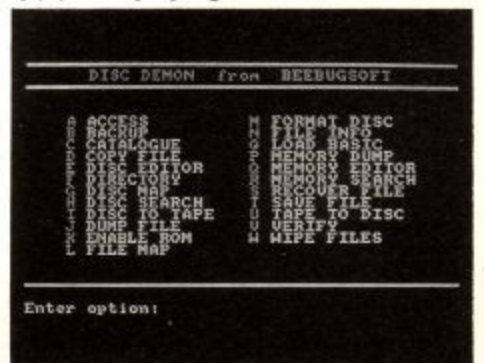 DISC DEMON from BEEBUGSOFT
A ACCESS
B BACKUP
C CATALOGUE
D COPY FILE
E DISC EDITOR
F DIRECTORY
G DISC MAP
H DISC SEARCH
I DISC TO TAPE
J DUMP FILE
K ENABLE ROM
L FILE MAP
M FORMAT DISC
N FILE INFO
O LOAD BASIC
P MEMORY DUMP
Q MEMORY EDITOR
R MEMORY SEARCH
S RECOVER FILE
T SAVE FILE
U TAPE TO DISC
V VERIFY
W WIPE FILES
Enter option: